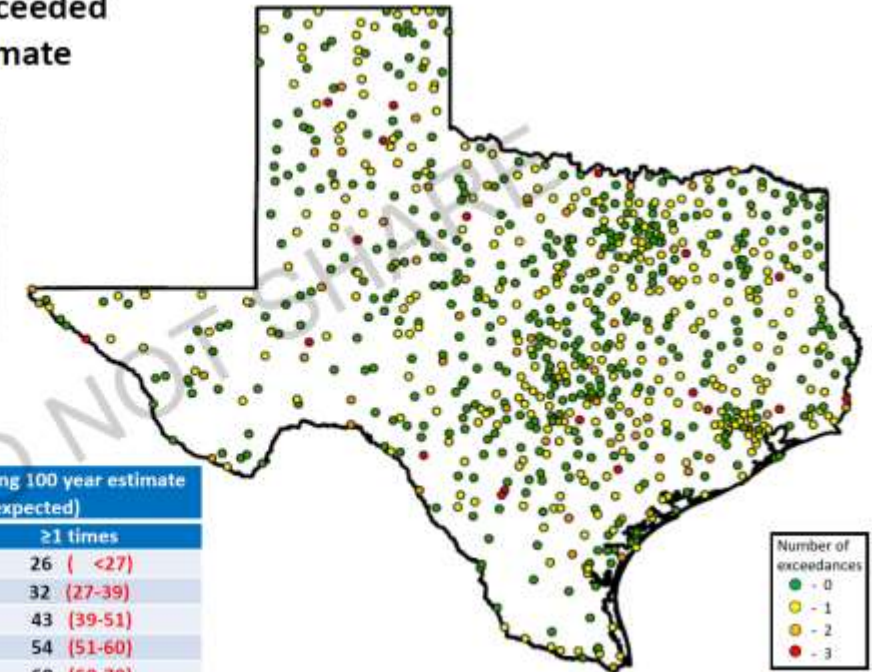 ceeded
mate
DO NOT SHARE
ng 100 year estimate
expected)
≥1 times
26 ( <27)
32 (27-39)
43 (39-51)
54 (51-60)
Number of
exceedances
- 0
- 1
- 2
- 3